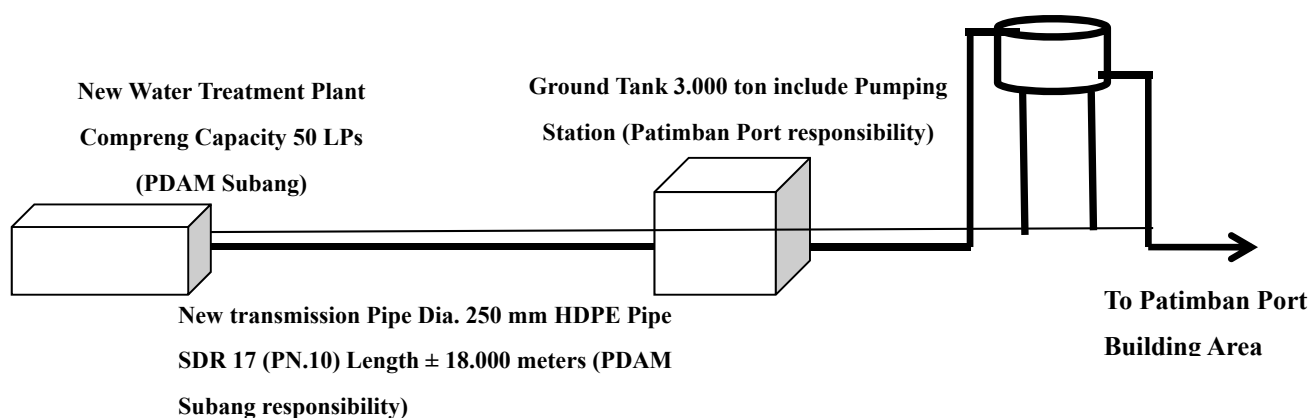 New Water Treatment Plant
Compreng Capacity 50 LPs
(PDAM Subang)
Ground Tank 3.000 ton include Pumping
Station (Patimban Port responsibility)
New transmission Pipe Dia. 250 mm HDPE Pipe
SDR 17 (PN.10) Length ± 18.000 meters (PDAM
Subang responsibility)
To Patimban Port
Building Area